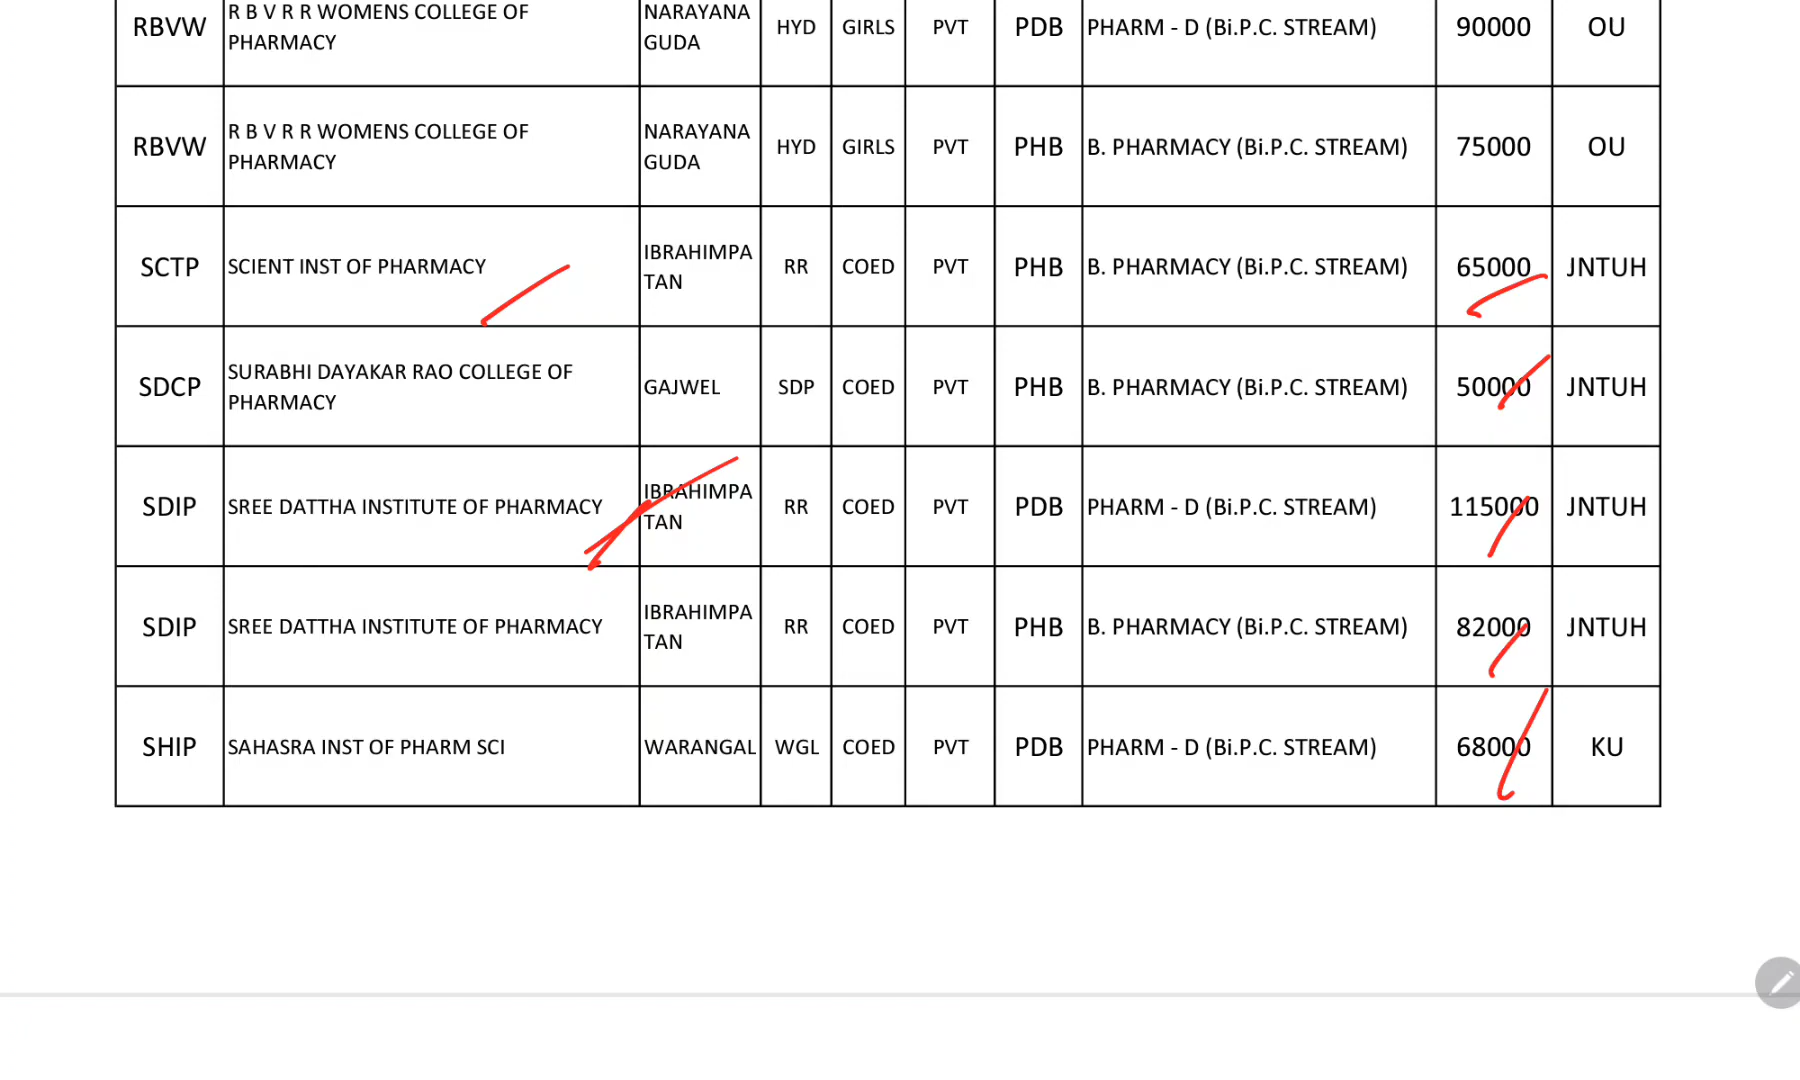 RBVW R B V R R WOMENS COLLEGE OF PHARMACY NARAYANA GUDA HYD GIRLS PVT PDB PHARM - D (Bi.P.C. STREAM) 90000 OU
RBVW R B V R R WOMENS COLLEGE OF PHARMACY NARAYANA GUDA HYD GIRLS PVT PHB B. PHARMACY (Bi.P.C. STREAM) 75000 OU
SCTP SCIENT INST OF PHARMACY IBRAHIMPA TAN RR COED PVT PHB B. PHARMACY (Bi.P.C. STREAM) 65000 JNTUH
SDCP SURABHI DAYAKAR RAO COLLEGE OF PHARMACY GAJWEL SDP COED PVT PHB B. PHARMACY (Bi.P.C. STREAM) 50000 JNTUH
SDIP SREE DATTHA INSTITUTE OF PHARMACY IBRAHIMPA TAN RR COED PVT PDB PHARM - D (Bi.P.C. STREAM) 115000 JNTUH
SDIP SREE DATTHA INSTITUTE OF PHARMACY IBRAHIMPA TAN RR COED PVT PHB B. PHARMACY (Bi.P.C. STREAM) 82000 JNTUH
SHIP SAHASRA INST OF PHARM SCI WARANGAL WGL COED PVT PDB PHARM - D (Bi.P.C. STREAM) 68000 KU